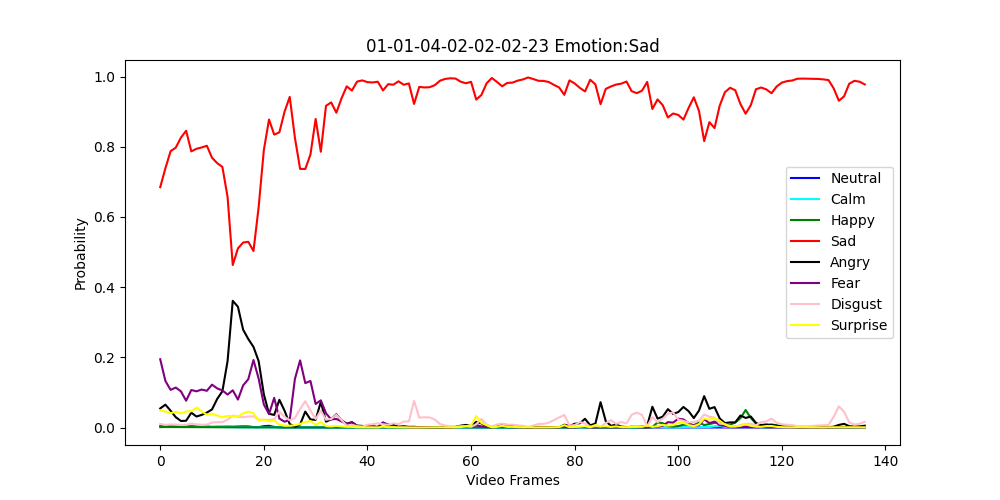 01-01-04-02-02-02-23 Emotion:Sad
Probability
1.0
0.8
0.6
0.4
0.2
0.0
0
20
40
60
80
100
120
140
Video Frames
Neutral
Calm
Happy
Sad
Angry
Fear
Disgust
Surprise